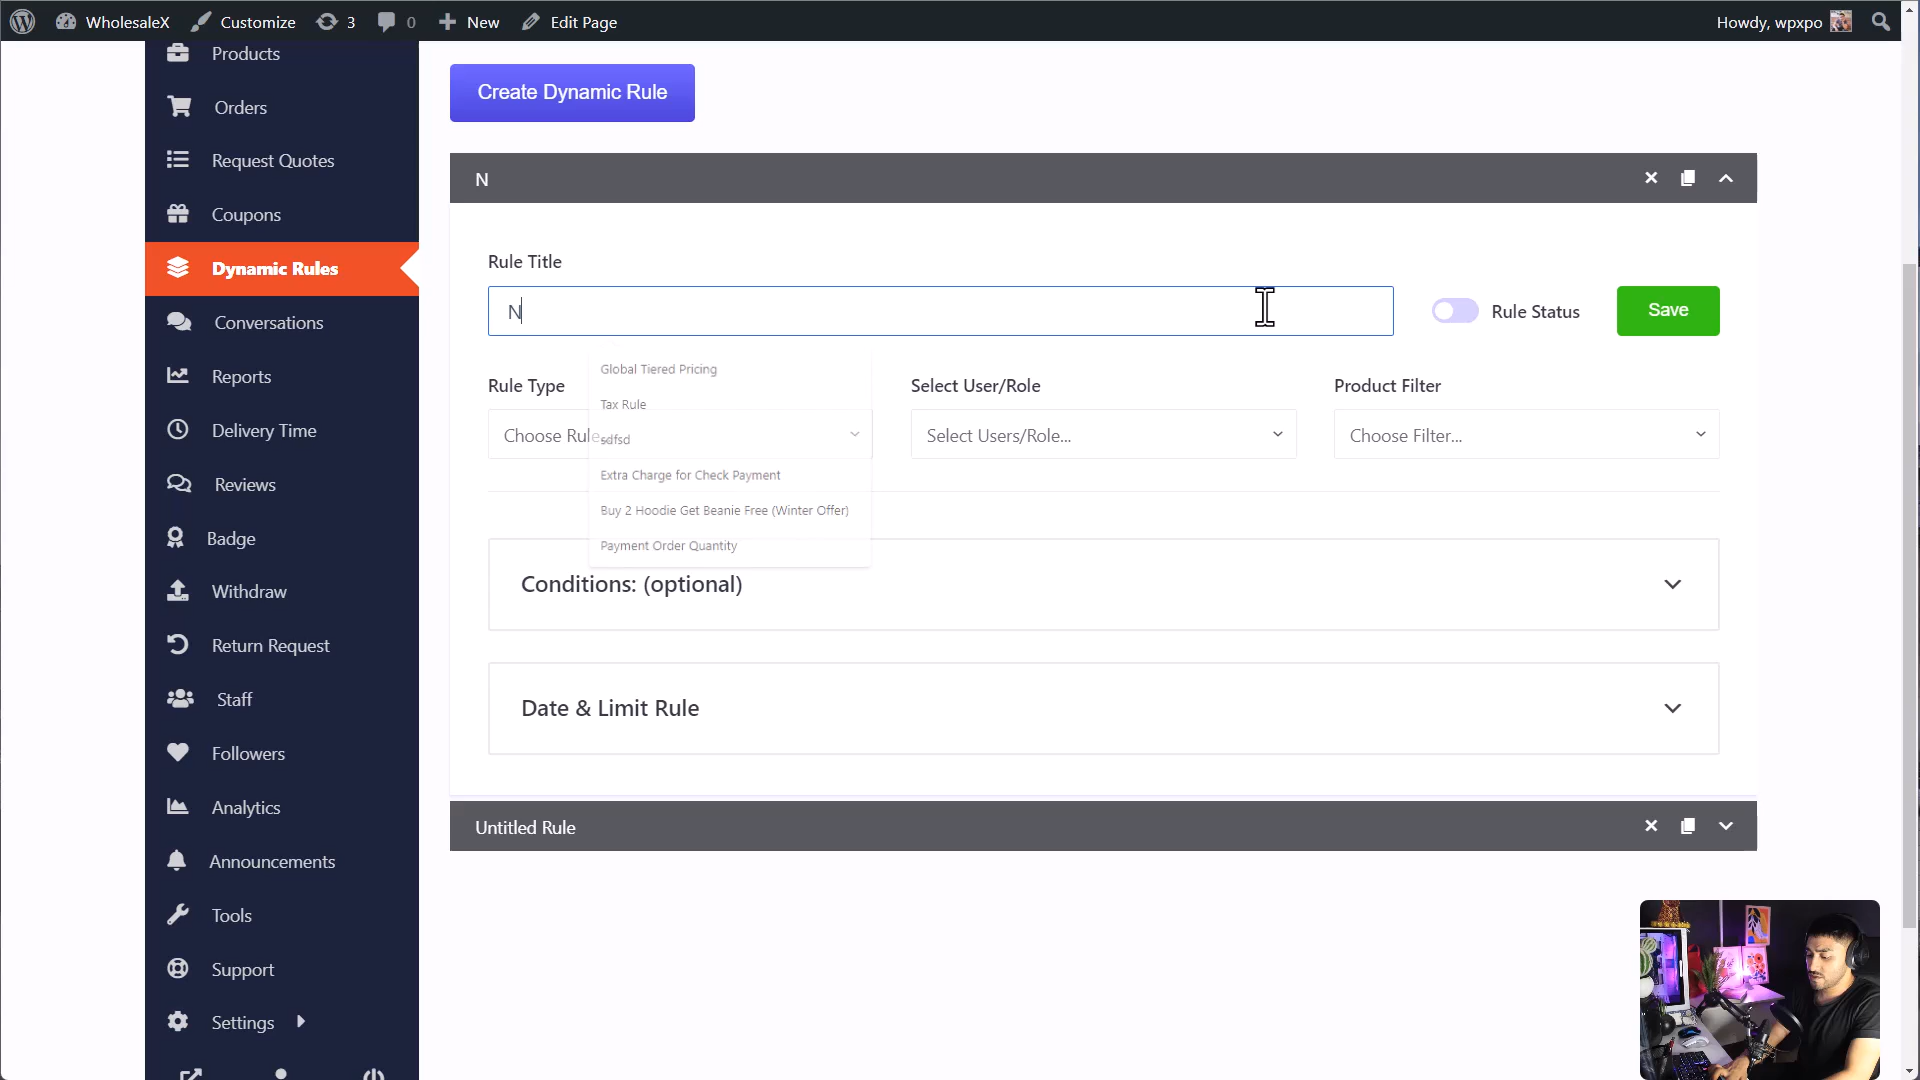 WholesaleX
Customize
3
0
New
Edit Page
Howdy, wpxpo
Products
Orders
Request Quotes
Coupons
Dynamic Rules
Conversations
Reports
Delivery Time
Reviews
Badge
Withdraw
Return Request
Staff
Followers
Analytics
Announcements
Tools
Support
Settings
Create Dynamic Rule
N
Rule Title
N
Rule Status
Save
Rule Type
Select User/Role
Product Filter
Choose Rule...
Select Users/Role...
Choose Filter...
Global Tiered Pricing
Tax Rule
sdfsd
Extra Charge for Check Payment
Buy 2 Hoodie Get Beanie Free (Winter Offer)
Payment Order Quantity
Conditions: (optional)
Date & Limit Rule
Untitled Rule